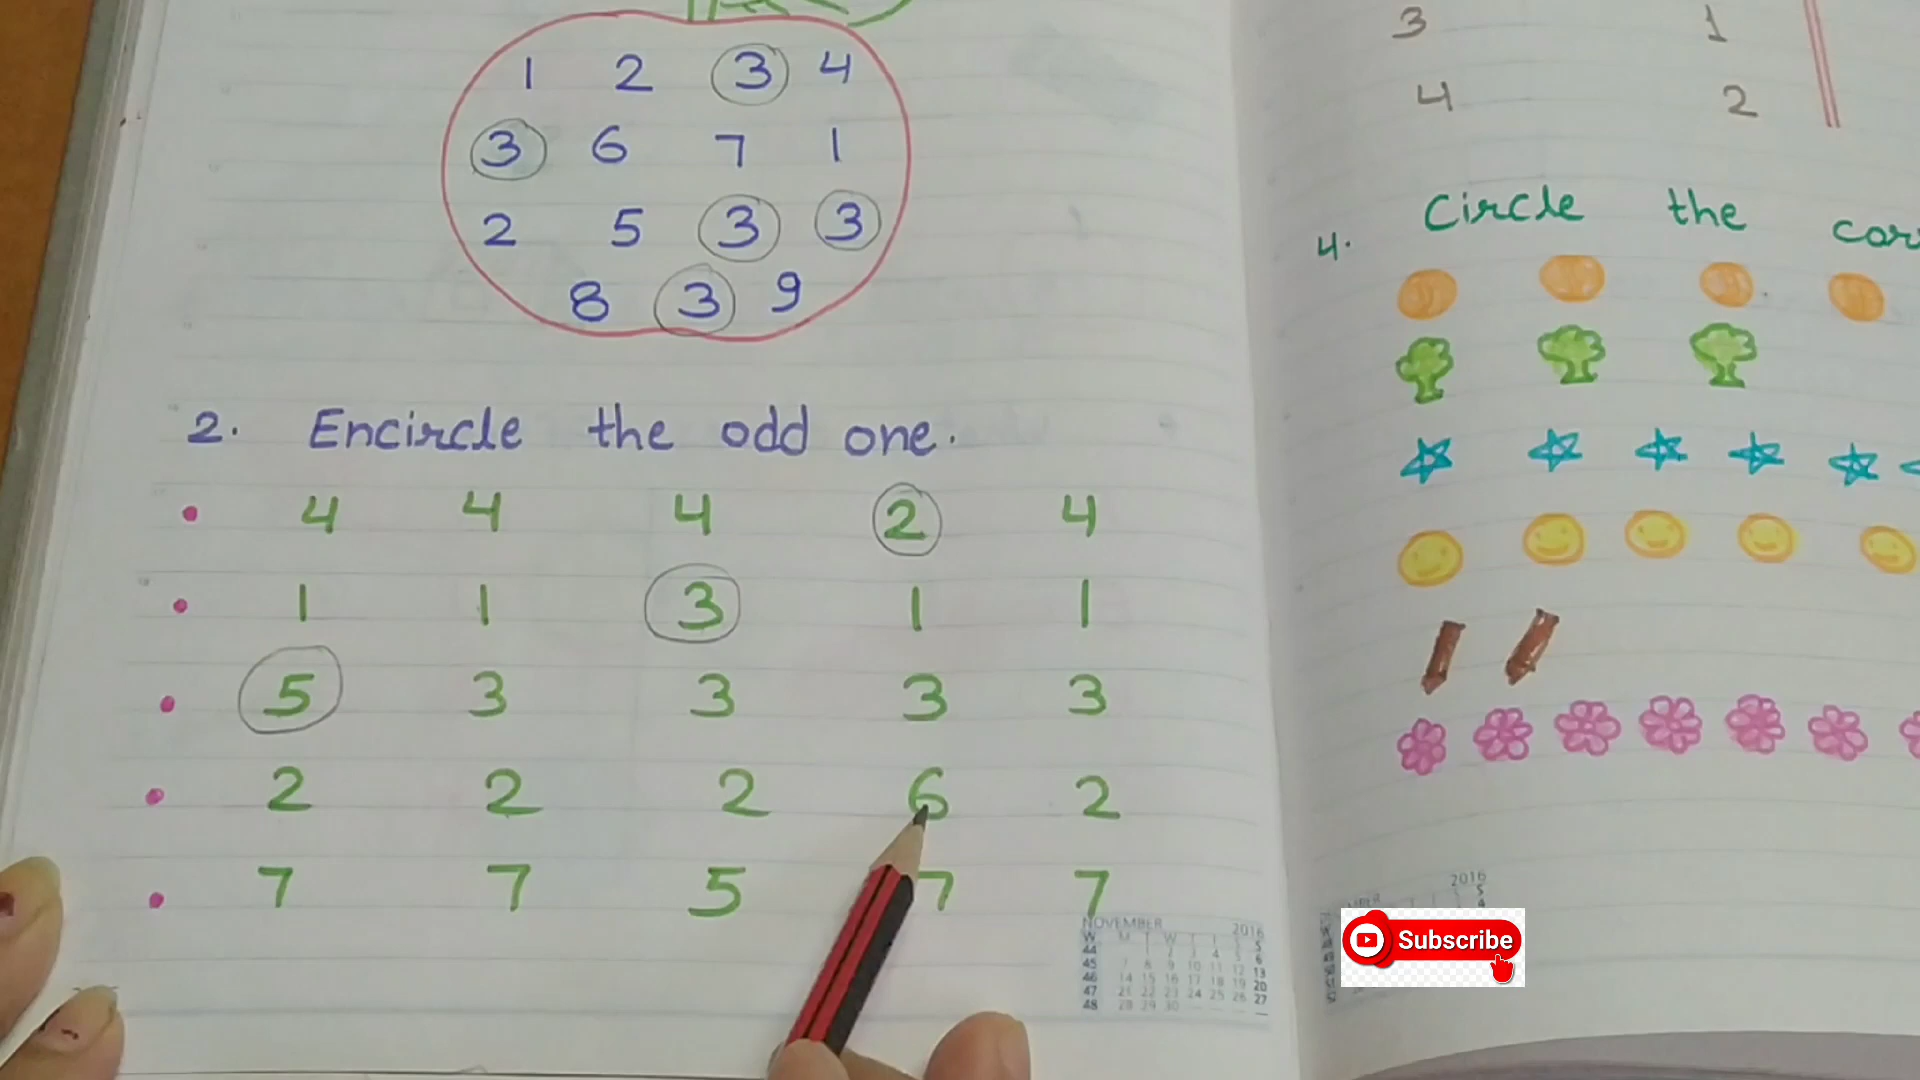 1 2 3 4
3 6 7 1
2 5 3 3
8 3 9
2. Encircle the odd one.
4 4 4 2 4
1 1 3 1 1
5 3 3 3 3
2 2 2 6 2
7 7 5 7 7
NOVEMBER 2016
3 1
4 2
4. Circle the
2016
Subscribe